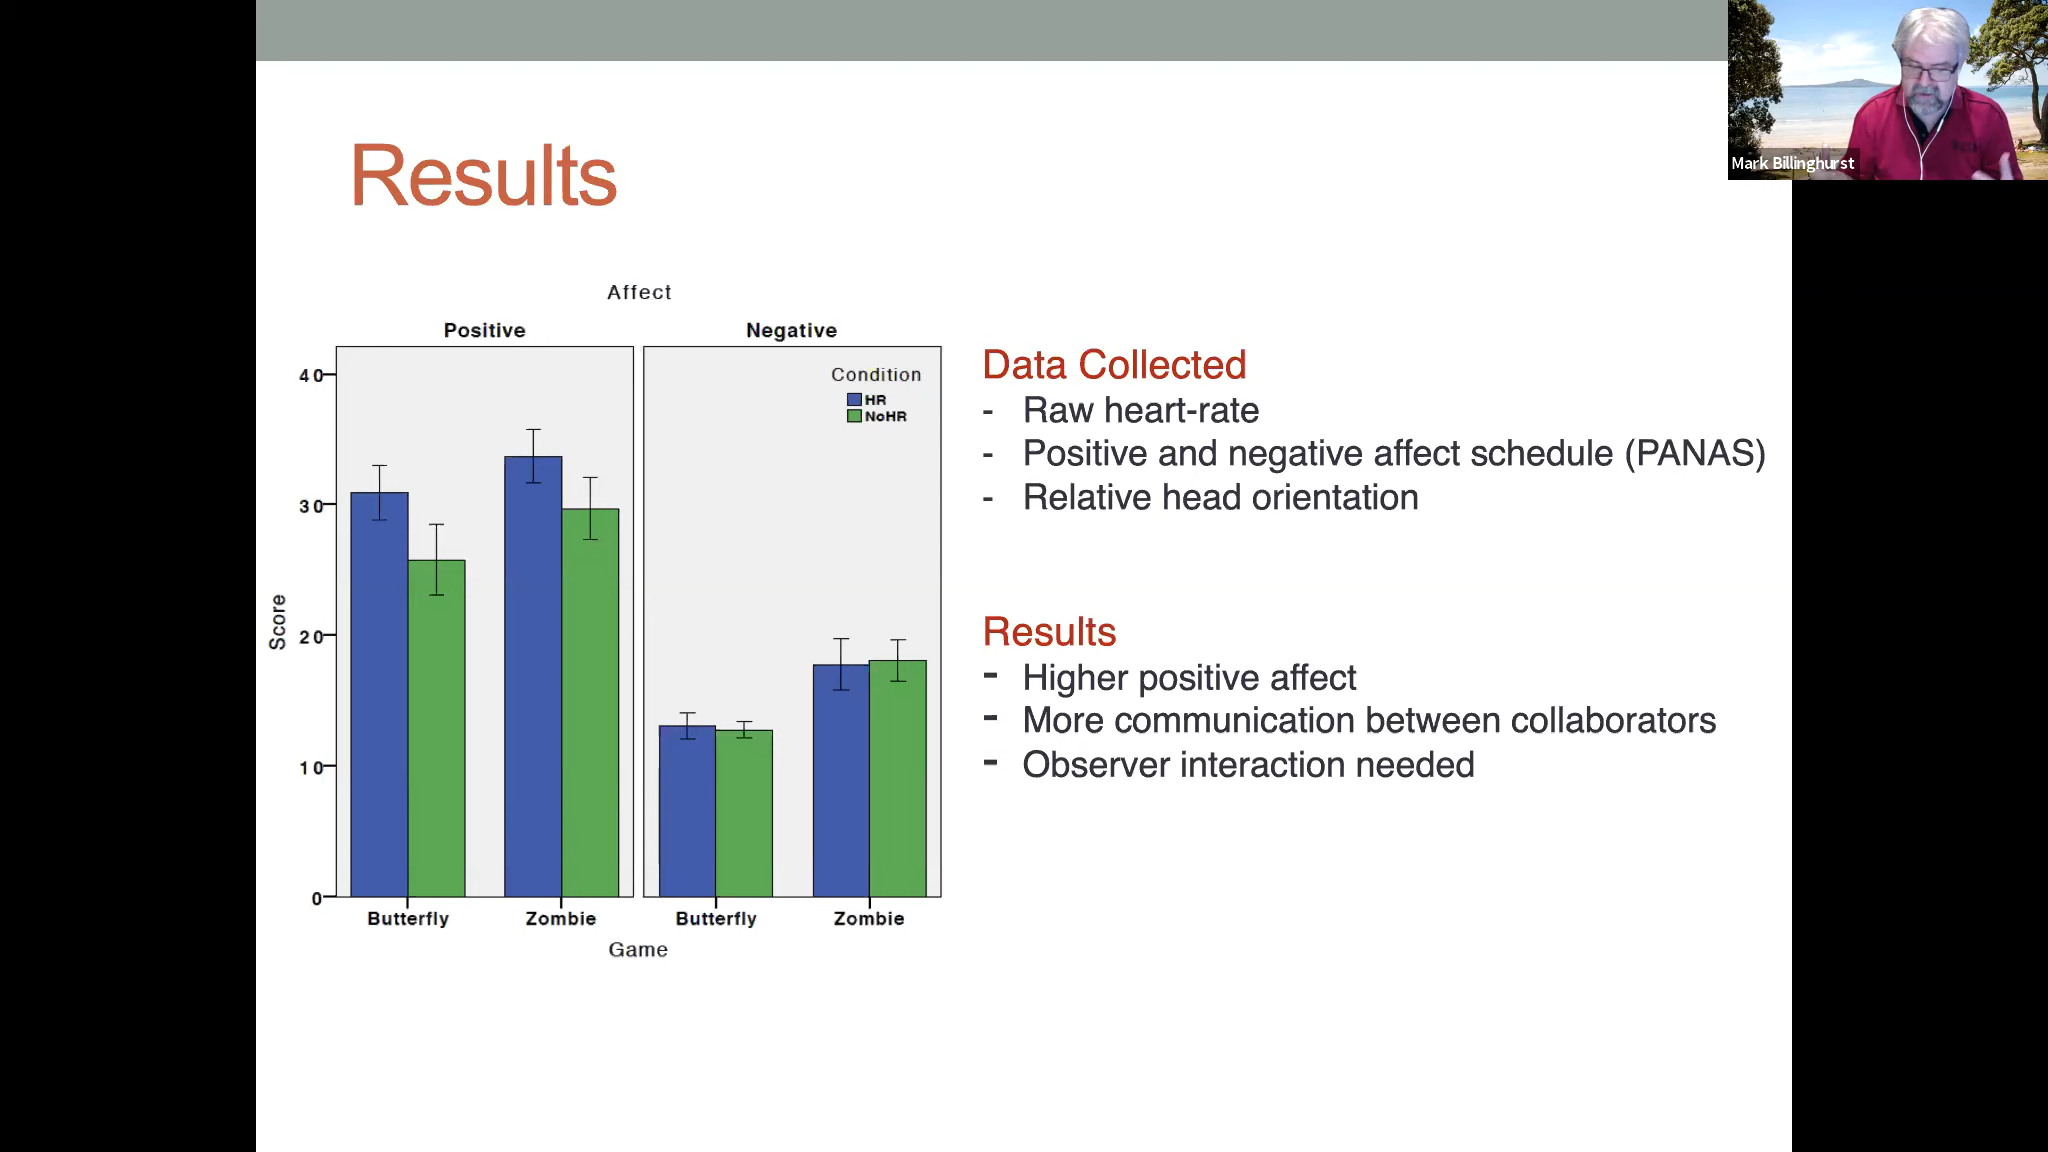 Mark Billinghurst
Results
Affect
Positive Negative
Condition
HR
NoHR
40
30
20
10
0
Score
Butterfly Zombie Butterfly Zombie
Game
Data Collected
- Raw heart-rate
- Positive and negative affect schedule (PANAS)
- Relative head orientation
Results
- Higher positive affect
- More communication between collaborators
- Observer interaction needed